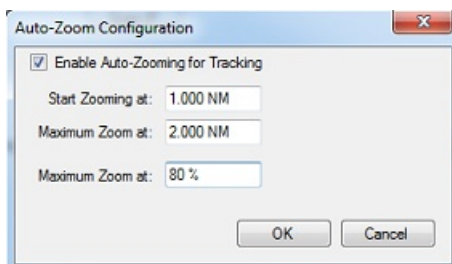 Auto-Zoom Configuration
Enable Auto-Zooming for Tracking
Start Zooming at: 1.000 NM
Maximum Zoom at: 2.000 NM
Maximum Zoom at: 80 %
OK Cancel